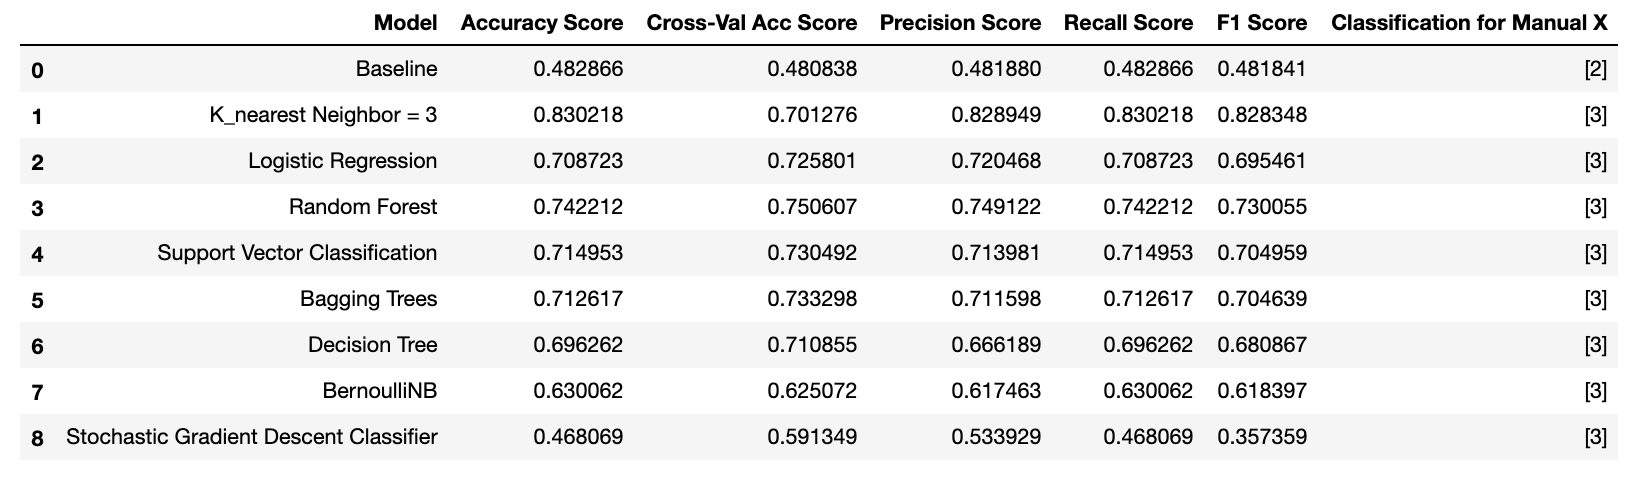 Model Accuracy Score Cross-Val Acc Score Precision Score Recall Score F1 Score Classification for Manual X
0 Baseline 0.482866 0.480838 0.481880 0.482866 0.481841 [2]
1 K_nearest Neighbor = 3 0.830218 0.701276 0.828949 0.830218 0.828348 [3]
2 Logistic Regression 0.708723 0.725801 0.720468 0.708723 0.695461 [3]
3 Random Forest 0.742212 0.750607 0.749122 0.742212 0.730055 [3]
4 Support Vector Classification 0.714953 0.730492 0.713981 0.714953 0.704959 [3]
5 Bagging Trees 0.712617 0.733298 0.711598 0.712617 0.704639 [3]
6 Decision Tree 0.696262 0.710855 0.666189 0.696262 0.680867 [3]
7 BernoulliNB 0.630062 0.625072 0.617463 0.630062 0.618397 [3]
8 Stochastic Gradient Descent Classifier 0.468069 0.591349 0.533929 0.468069 0.357359 [3]